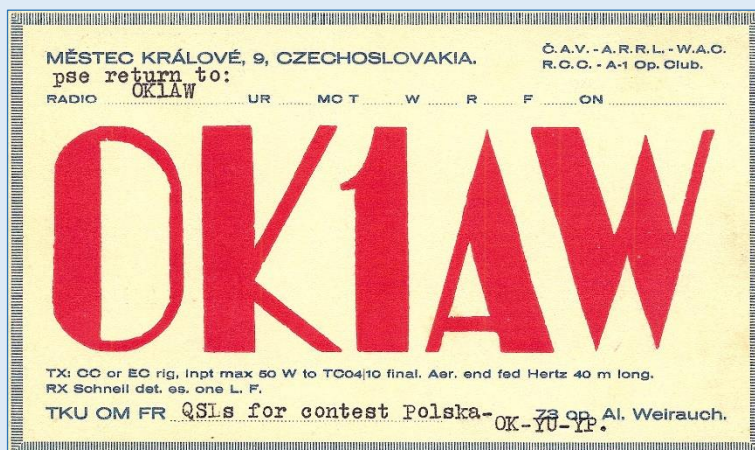 MĚSTEC KRÁLOVÉ, 9, CZECHOSLOVAKIA.
Č.A.V. - A.R.R.L. - W.A.C.
R.C.C. - A-1 Op. Club.
pse return to:
RADIO OK1AW UR MC T W R F ON
OK1AW
TX: CC or EC rig, inpt max 50 W to TC04|10 final. Aer. end fed Hertz 40 m long.
RX Schnell det. es. one L. F.
TKU OM FR QSLs for contest Polska-OK-YU-YP. 73 op. Al. Weirauch.